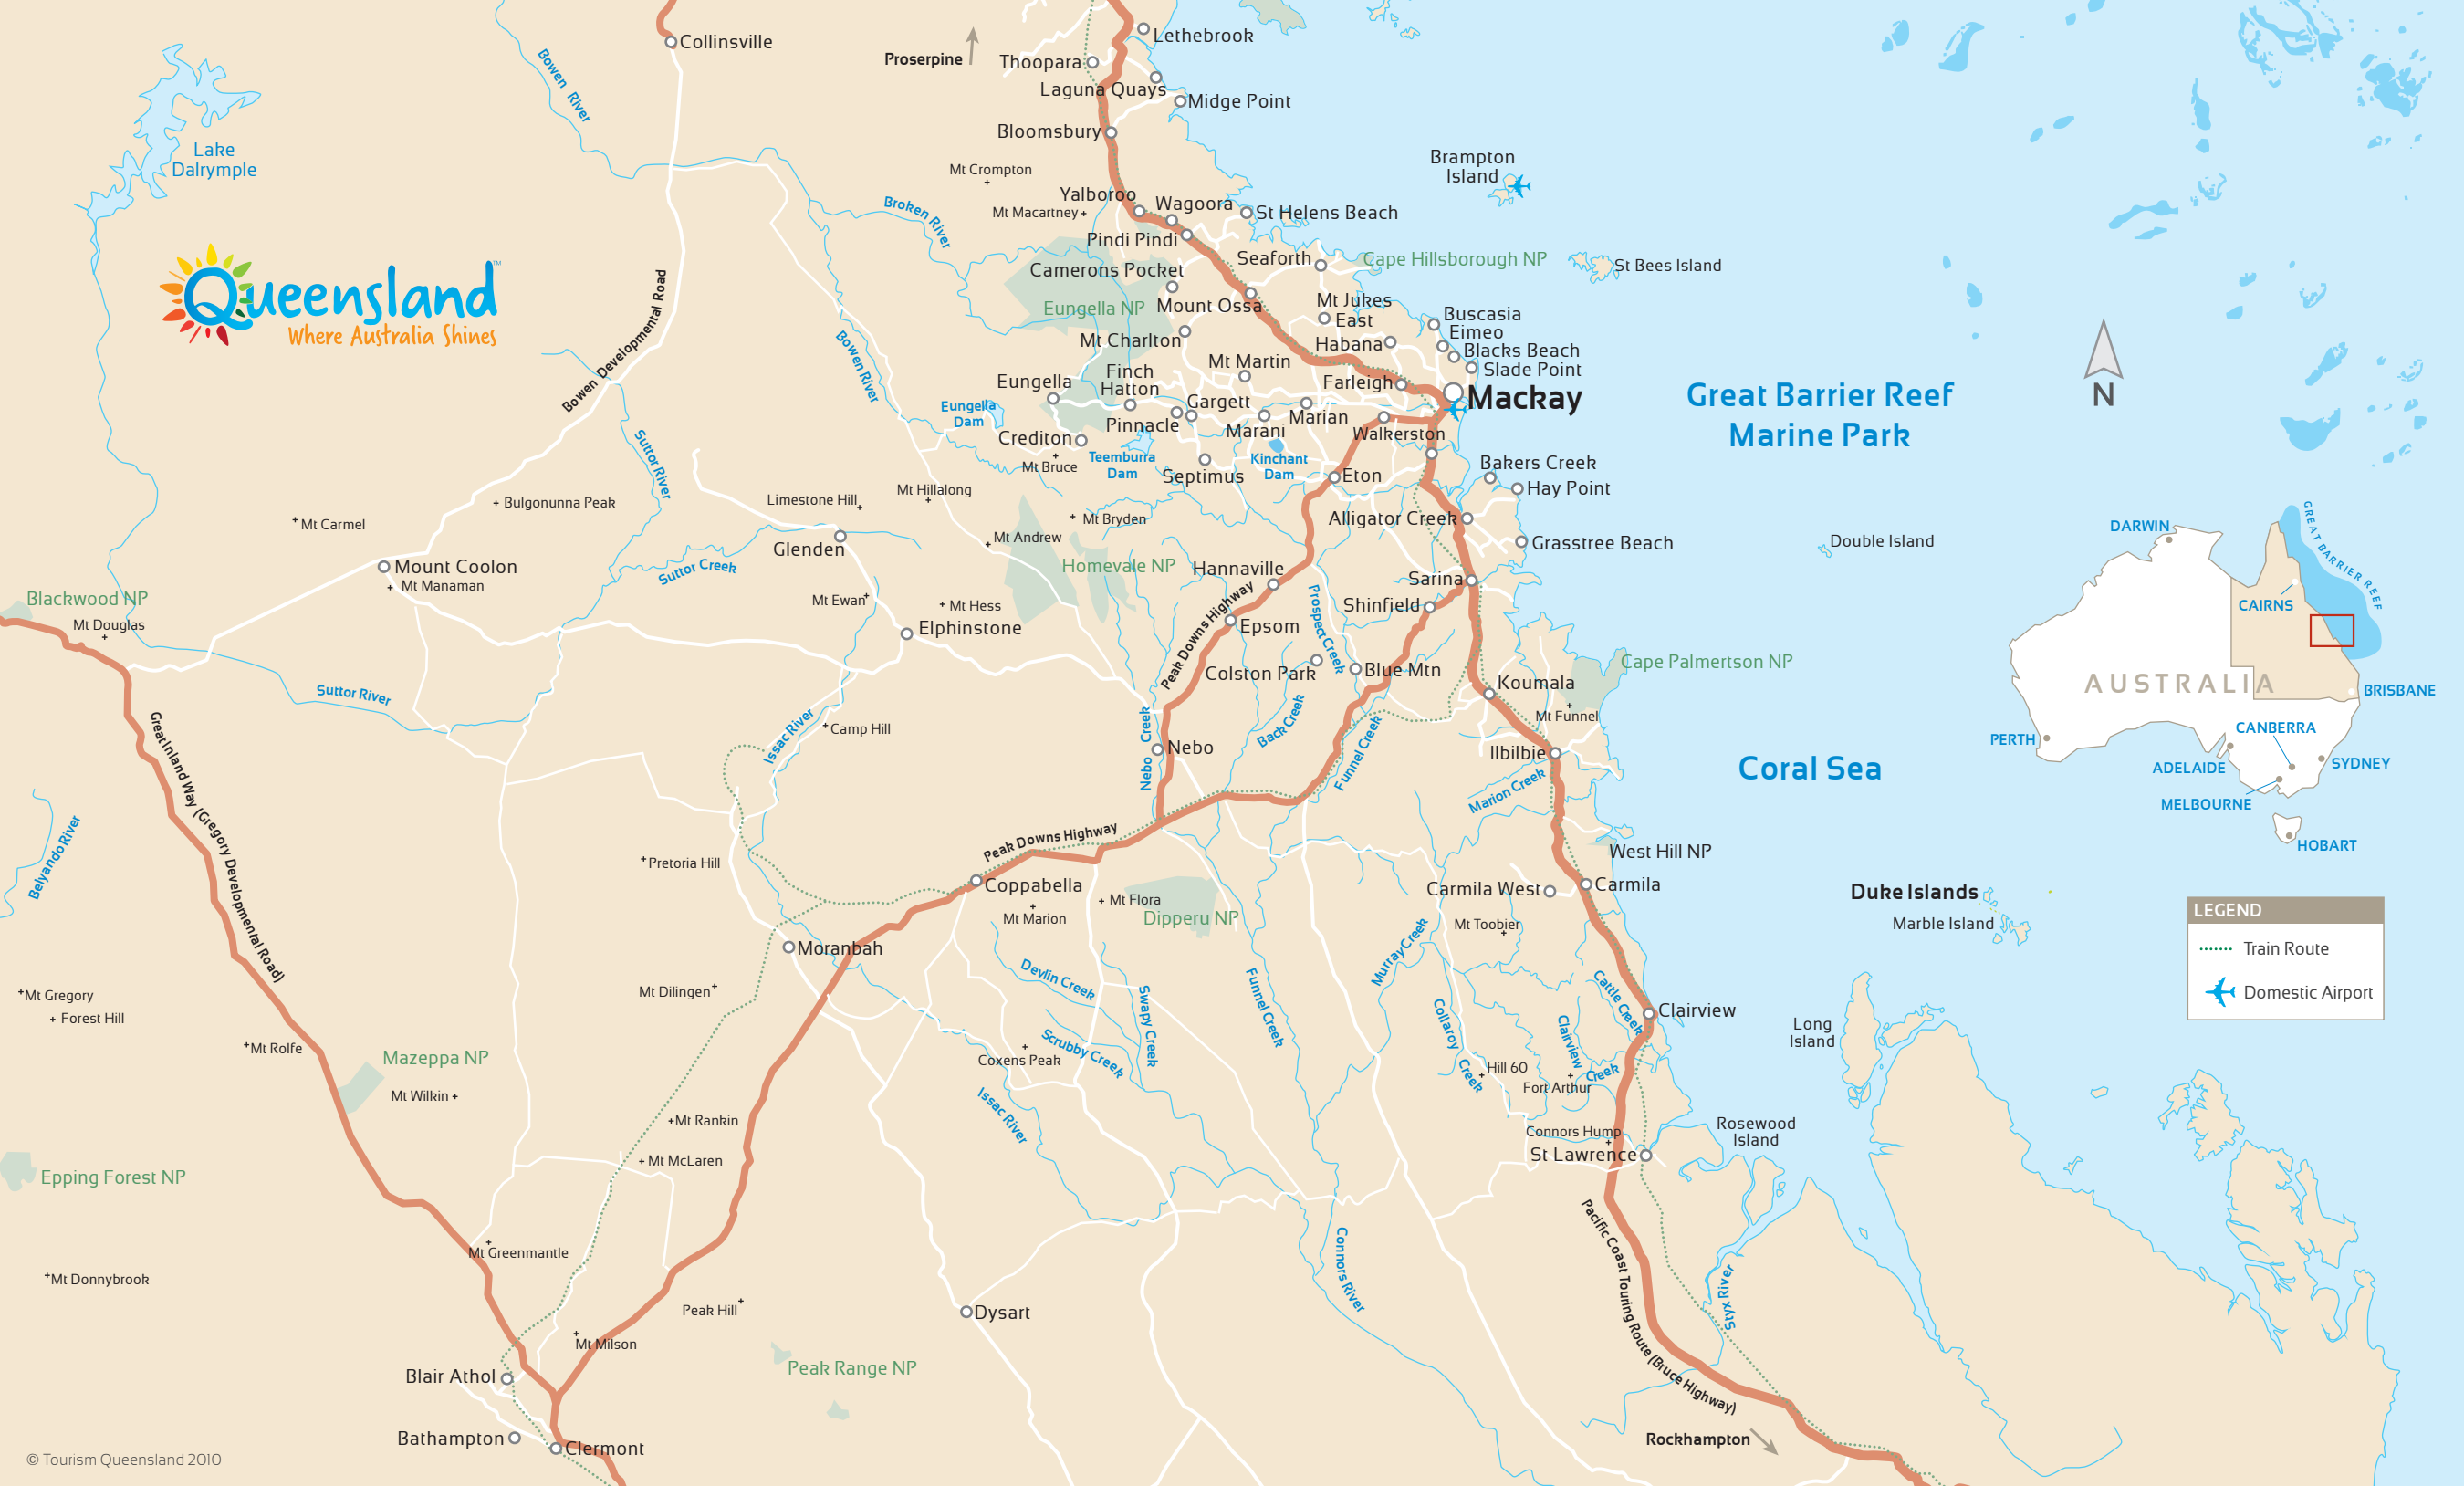 Collinsville
Proserpine
Lethebrook
Thoopara
Laguna Quays
Midge Point
Bloomsbury
Bowen River
Lake
Dalrymple
Mt Crompton
Brampton
Island
Yalboroo
Wagoora
Mt Macartney
St Helens Beach
Broken River
Pindi Pindi
Queensland
TM
Where Australia Shines
Seaforth
Cape Hillsborough NP
St Bees Island
Camerons Pocket
Eungella NP
Mount Ossa
Mt Jukes
East
Buscasia
Eimeo
Bowen Developmental Road
Bowen River
Mt Charlton
Habana
Blacks Beach
Mt Martin
Slade Point
Eungella
Finch
Hatton
Farleigh
Mackay
Great Barrier Reef
Marine Park
N
Eungella
Dam
Gargett
Pinnacle
Marani
Marian
Walkerston
Crediton
Mt Bruce
Teemburra
Dam
Septimus
Kinchant
Dam
Eton
Bakers Creek
Hay Point
Suttor River
Mt Carmel
Bulgonunna Peak
Limestone Hill
Mt Hillalong
Mt Bryden
Alligator Creek
Mt Andrew
Grasstree Beach
Double Island
Glenden
Mount Coolon
Mt Manaman
Suttor Creek
Homevale NP
Hannaville
Sarina
Blackwood NP
Mt Douglas
Mt Ewan
Mt Hess
Elphinstone
Peak Downs Highway
Epsom
Prospect Creek
Shinfield
Colston Park
Blue Mtn
Cape Palmertson NP
Koumala
Mt Funnel
Suttor River
Great Inland Way (Gregory Developmental Road)
Issac River
Camp Hill
Nebo Creek
Nebo
Back Creek
Funnel Creek
Ilbilbie
Marion Creek
Coral Sea
DARWIN
GREAT BARRIER REEF
CAIRNS
AUSTRALIA
BRISBANE
CANBERRA
PERTH
ADELAIDE
SYDNEY
MELBOURNE
HOBART
Belyando River
Pretoria Hill
Peak Downs Highway
Coppabella
Mt Marion
Mt Flora
Dipperu NP
West Hill NP
Carmila West
Carmila
Mt Toobier
Duke Islands
Marble Island
LEGEND
Train Route
Domestic Airport
Moranbah
Devlin Creek
Swapy Creek
Funnel Creek
Murray Creek
Cattle Creek
Mt Gregory
Forest Hill
Mt Dilingen
Clairview
Long
Island
Mt Rolfe
Mazeppa NP
Mt Wilkin
Coxens Peak
Scrubby Creek
Collaroy Creek
Clairview Creek
Hill 60
Fort Arthur
Issac River
Mt Rankin
Rosewood
Island
Connors Hump
St Lawrence
Mt McLaren
Epping Forest NP
Mt Greenmantle
Mt Donnybrook
Connors River
Pacific Coast Touring Route (Bruce Highway)
Styx River
Peak Hill
Dysart
Mt Milson
Peak Range NP
Blair Athol
Bathampton
Clermont
Rockhampton
© Tourism Queensland 2010